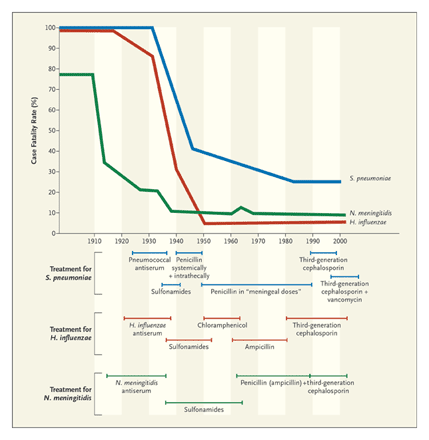 100
90
80
70
60
50
40
30
20
10
0
Case Fatality Rate (%)
S. pneumoniae
N. meningitidis
H. influenzae
1910 1920 1930 1940 1950 1960 1970 1980 1990 2000
Treatment for
S. pneumoniae
Pneumococcal
antiserum
Penicillin
systemically
+ intrathecally
Third-generation
cephalosporin
Sulfonamides
Penicillin in “meningeal doses”
Third-generation
cephalosporin +
vancomycin
Treatment for
H. influenzae
H. influenzae
antiserum
Chloramphenicol
Third-generation
cephalosporin
Sulfonamides
Ampicillin
Treatment for
N. meningitidis
N. meningitidis
antiserum
Penicillin (ampicillin)+third-generation
cephalosporin
Sulfonamides